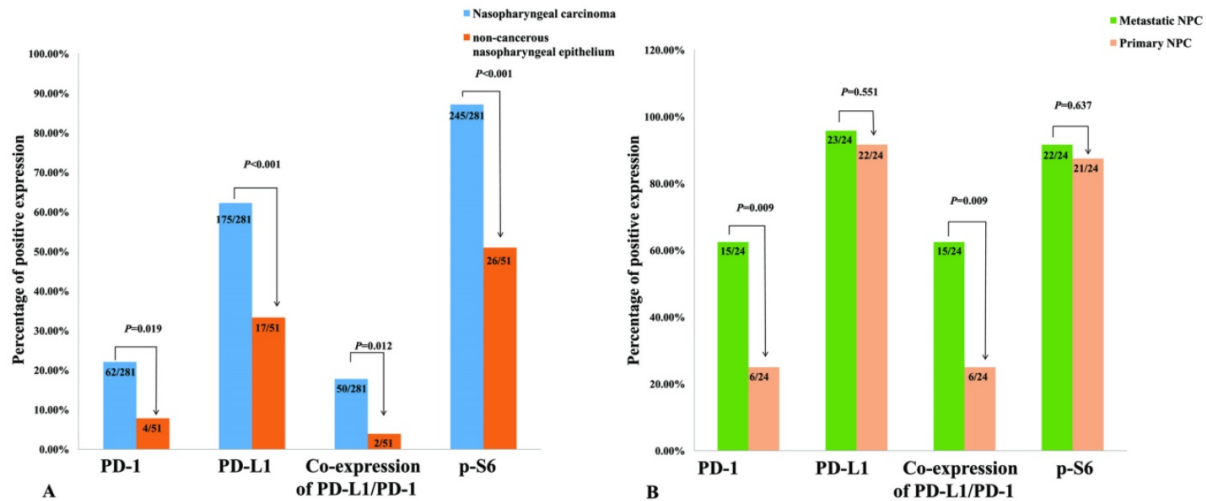 Nasopharyngeal carcinoma
non-cancerous
nasopharyngeal epithelium
Percentage of positive expression
100.00%
90.00%
80.00%
70.00%
60.00%
50.00%
40.00%
30.00%
20.00%
10.00%
0.00%
P=0.019
62/281
4/51
P<0.001
175/281
17/51
P=0.012
50/281
2/51
P<0.001
245/281
26/51
PD-1
PD-L1
Co-expression
of PD-L1/PD-1
p-S6
A
Metastatic NPC
Primary NPC
Percentage of positive expression
120.00%
100.00%
80.00%
60.00%
40.00%
20.00%
0.00%
P=0.009
15/24
6/24
P=0.551
23/24
22/24
P=0.009
15/24
6/24
P=0.637
22/24
21/24
PD-1
PD-L1
Co-expression
of PD-L1/PD-1
p-S6
B